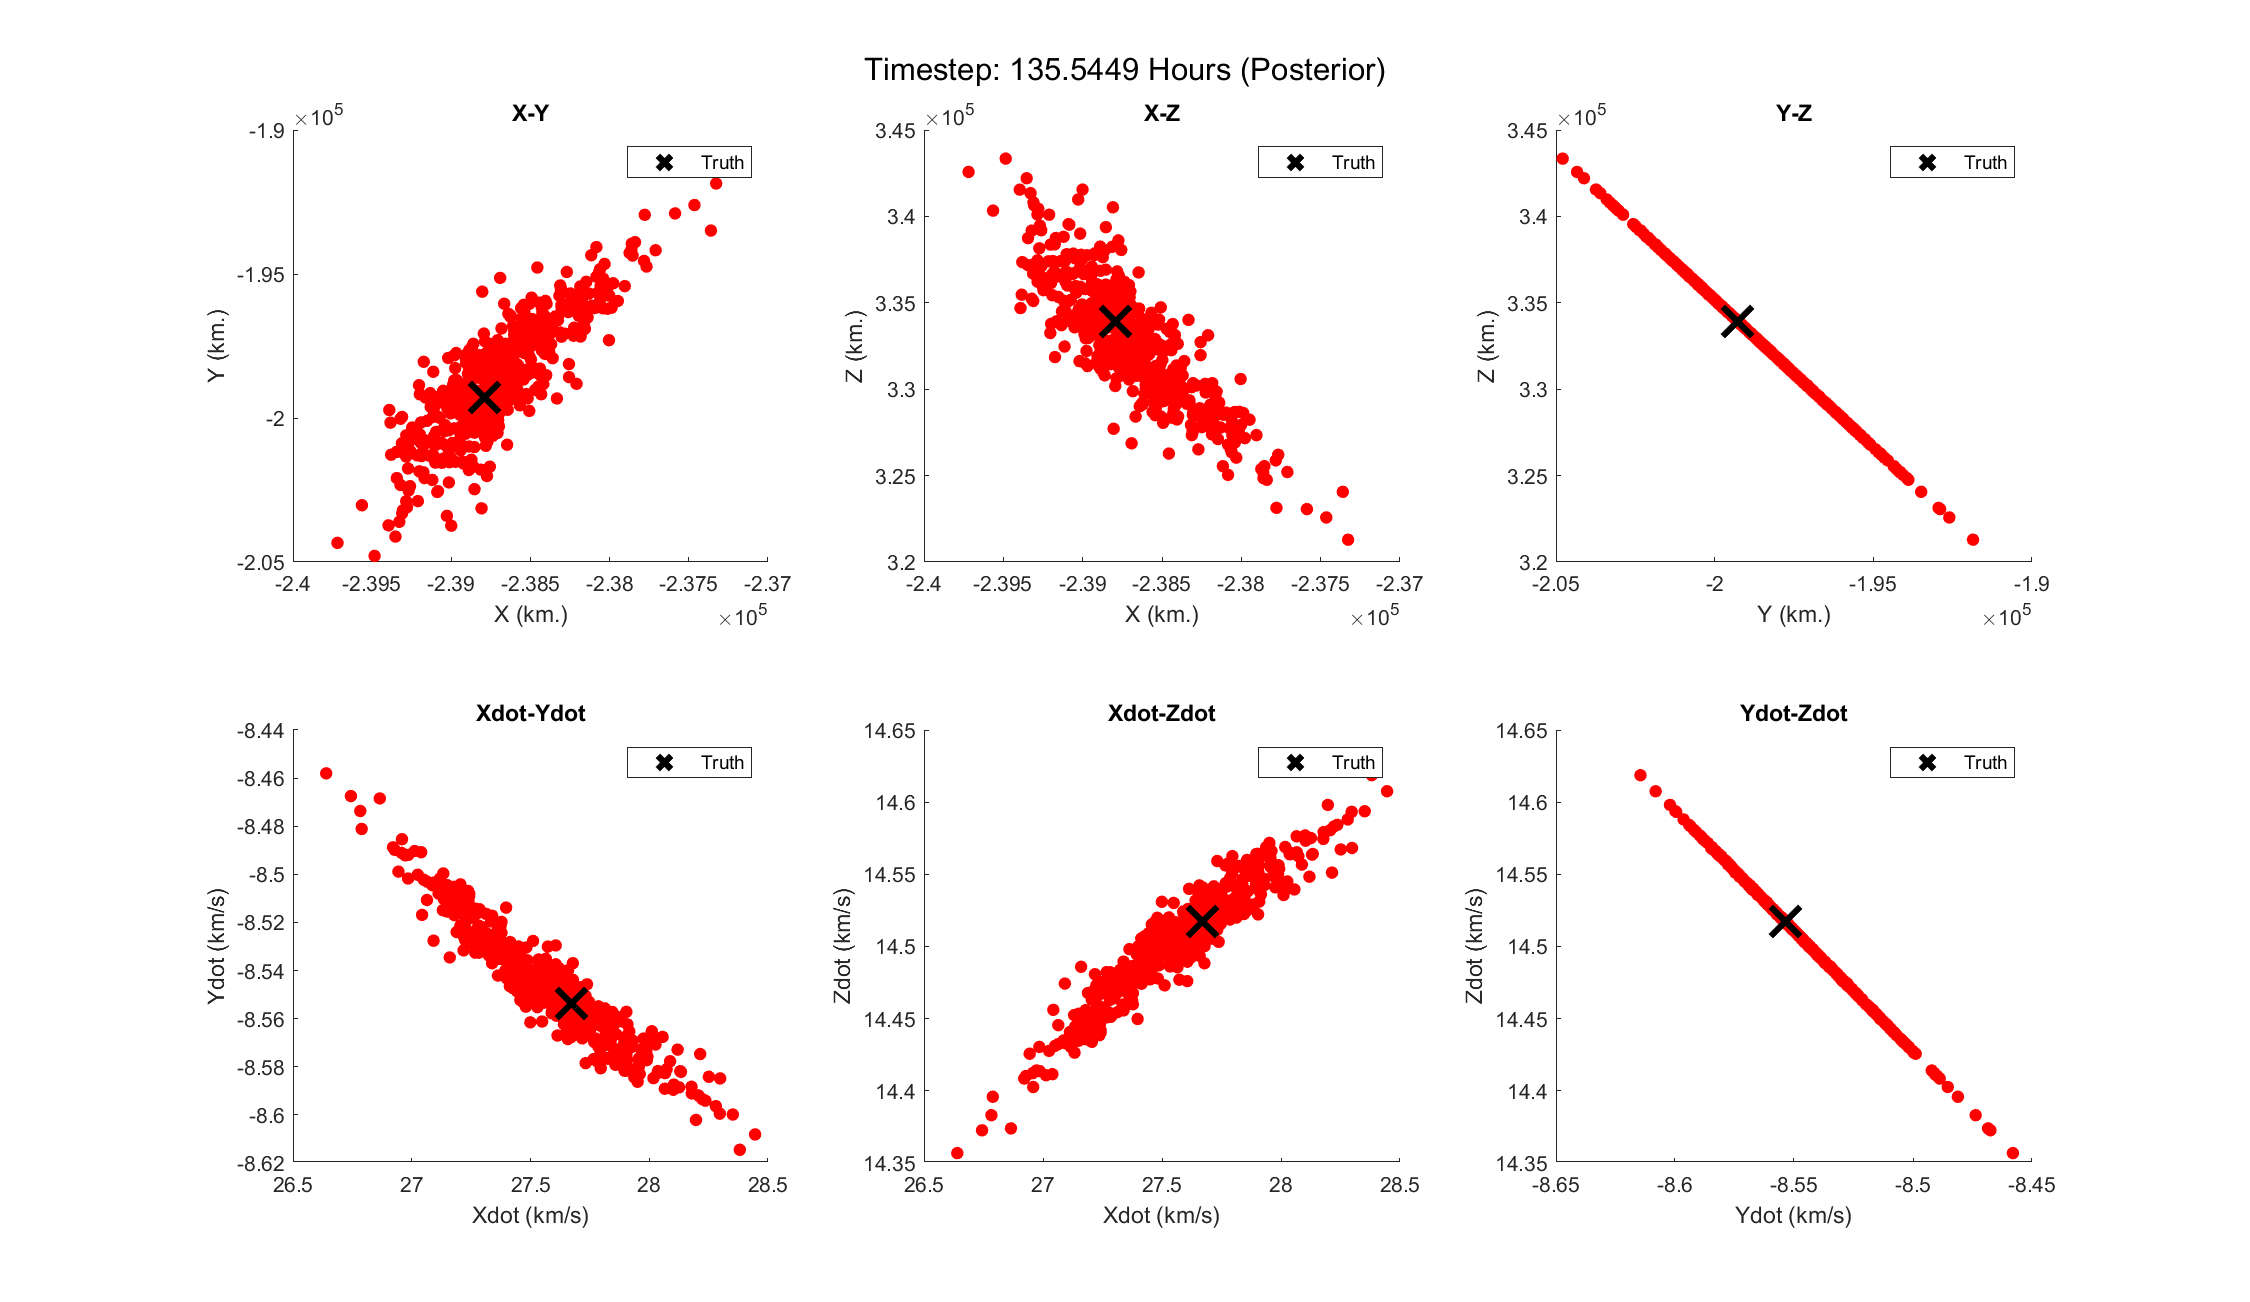 Timestep: 135.5449 Hours (Posterior)
X-Y
×10^5
-1.9
-1.95
-2
-2.05
Y (km.)
-2.4 -2.395 -2.39 -2.385 -2.38 -2.375 -2.37
X (km.)
×10^5
Truth
X-Z
×10^5
3.45
3.4
3.35
3.3
3.25
3.2
Z (km.)
-2.4 -2.395 -2.39 -2.385 -2.38 -2.375 -2.37
X (km.)
×10^5
Truth
Y-Z
×10^5
3.45
3.4
3.35
3.3
3.25
3.2
Z (km.)
-2.05 -2 -1.95 -1.9
Y (km.)
×10^5
Truth
Xdot-Ydot
-8.44
-8.46
-8.48
-8.5
-8.52
-8.54
-8.56
-8.58
-8.6
-8.62
Ydot (km/s)
26.5 27 27.5 28 28.5
Xdot (km/s)
Truth
Xdot-Zdot
14.65
14.6
14.55
14.5
14.45
14.4
14.35
Zdot (km/s)
26.5 27 27.5 28 28.5
Xdot (km/s)
Truth
Ydot-Zdot
14.65
14.6
14.55
14.5
14.45
14.4
14.35
Zdot (km/s)
-8.65 -8.6 -8.55 -8.5 -8.45
Ydot (km/s)
Truth